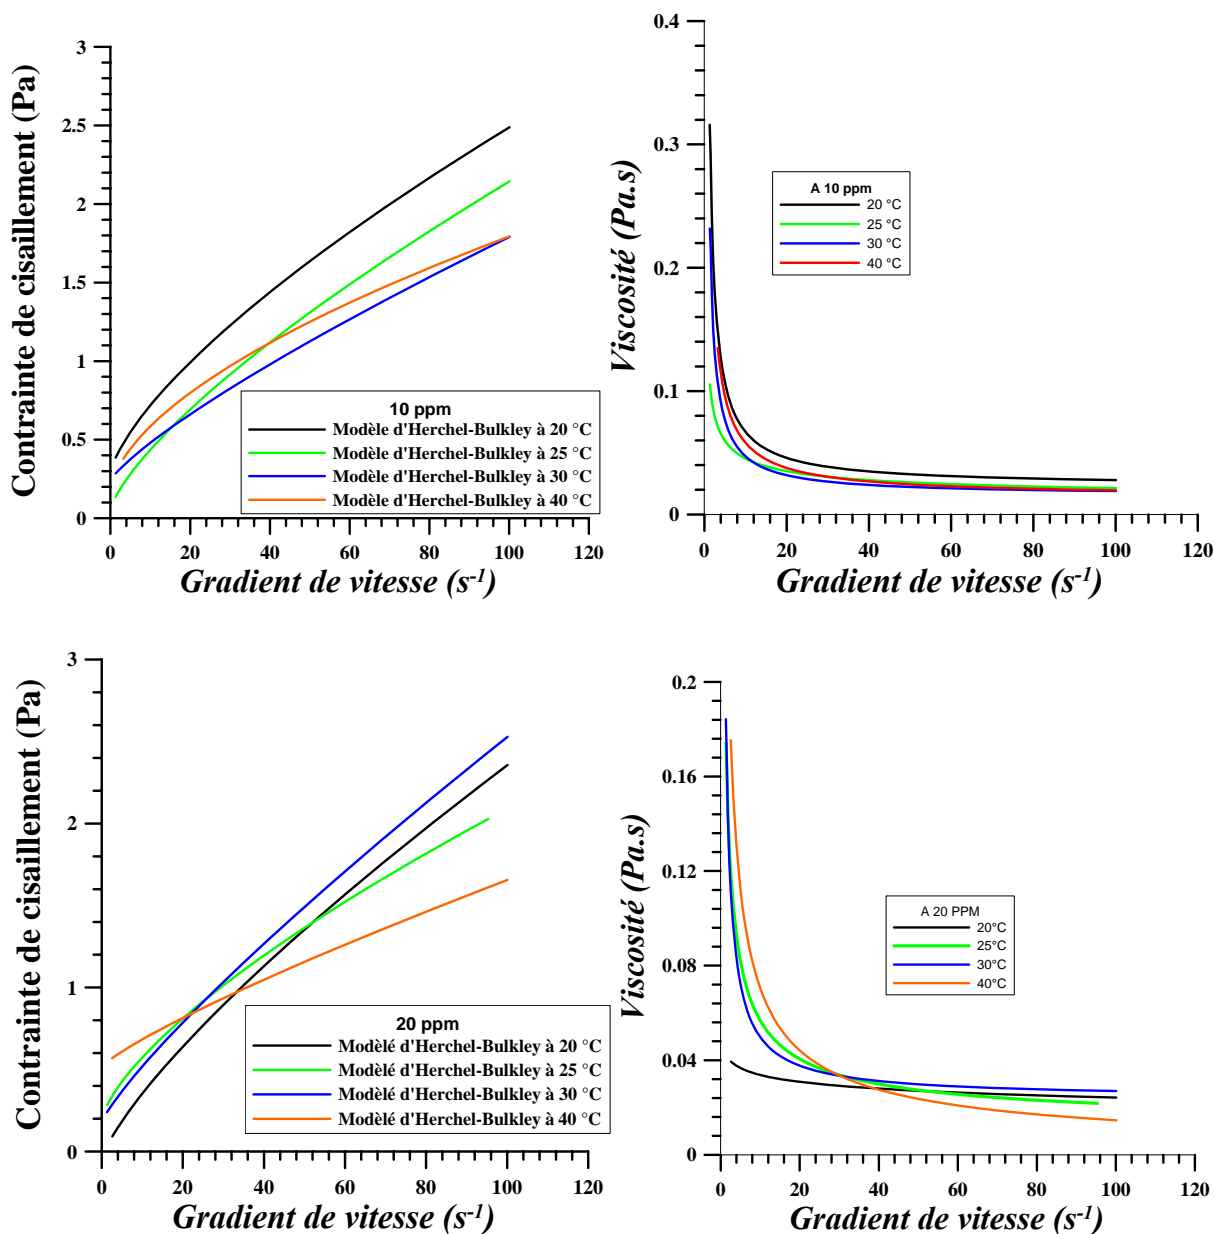 Contrainte de cisaillement (Pa)
3
2.5
2
1.5
1
0.5
0
0 20 40 60 80 100 120
Gradient de vitesse (s-1)
10 ppm
Modèle d'Herchel-Bulkley à 20 °C
Modèle d'Herchel-Bulkley à 25 °C
Modèle d'Herchel-Bulkley à 30 °C
Modèle d'Herchel-Bulkley à 40 °C
Viscosité (Pa.s)
0.4
0.3
0.2
0.1
0
0 20 40 60 80 100 120
Gradient de vitesse (s-1)
A 10 ppm
20 °C
25 °C
30 °C
40 °C
Contrainte de cisaillement (Pa)
3
2
1
0
0 20 40 60 80 100 120
Gradient de vitesse (s-1)
20 ppm
Modèlé d'Herchel-Bulkley à 20 °C
Modèlé d'Herchel-Bulkley à 25 °C
Modèlé d'Herchel-Bulkley à 30 °C
Modèlé d'Herchel-Bulkley à 40 °C
Viscosité (Pa.s)
0.2
0.16
0.12
0.08
0.04
0
0 20 40 60 80 100 120
Gradient de vitesse (s-1)
A 20 PPM
20°C
25°C
30°C
40°C